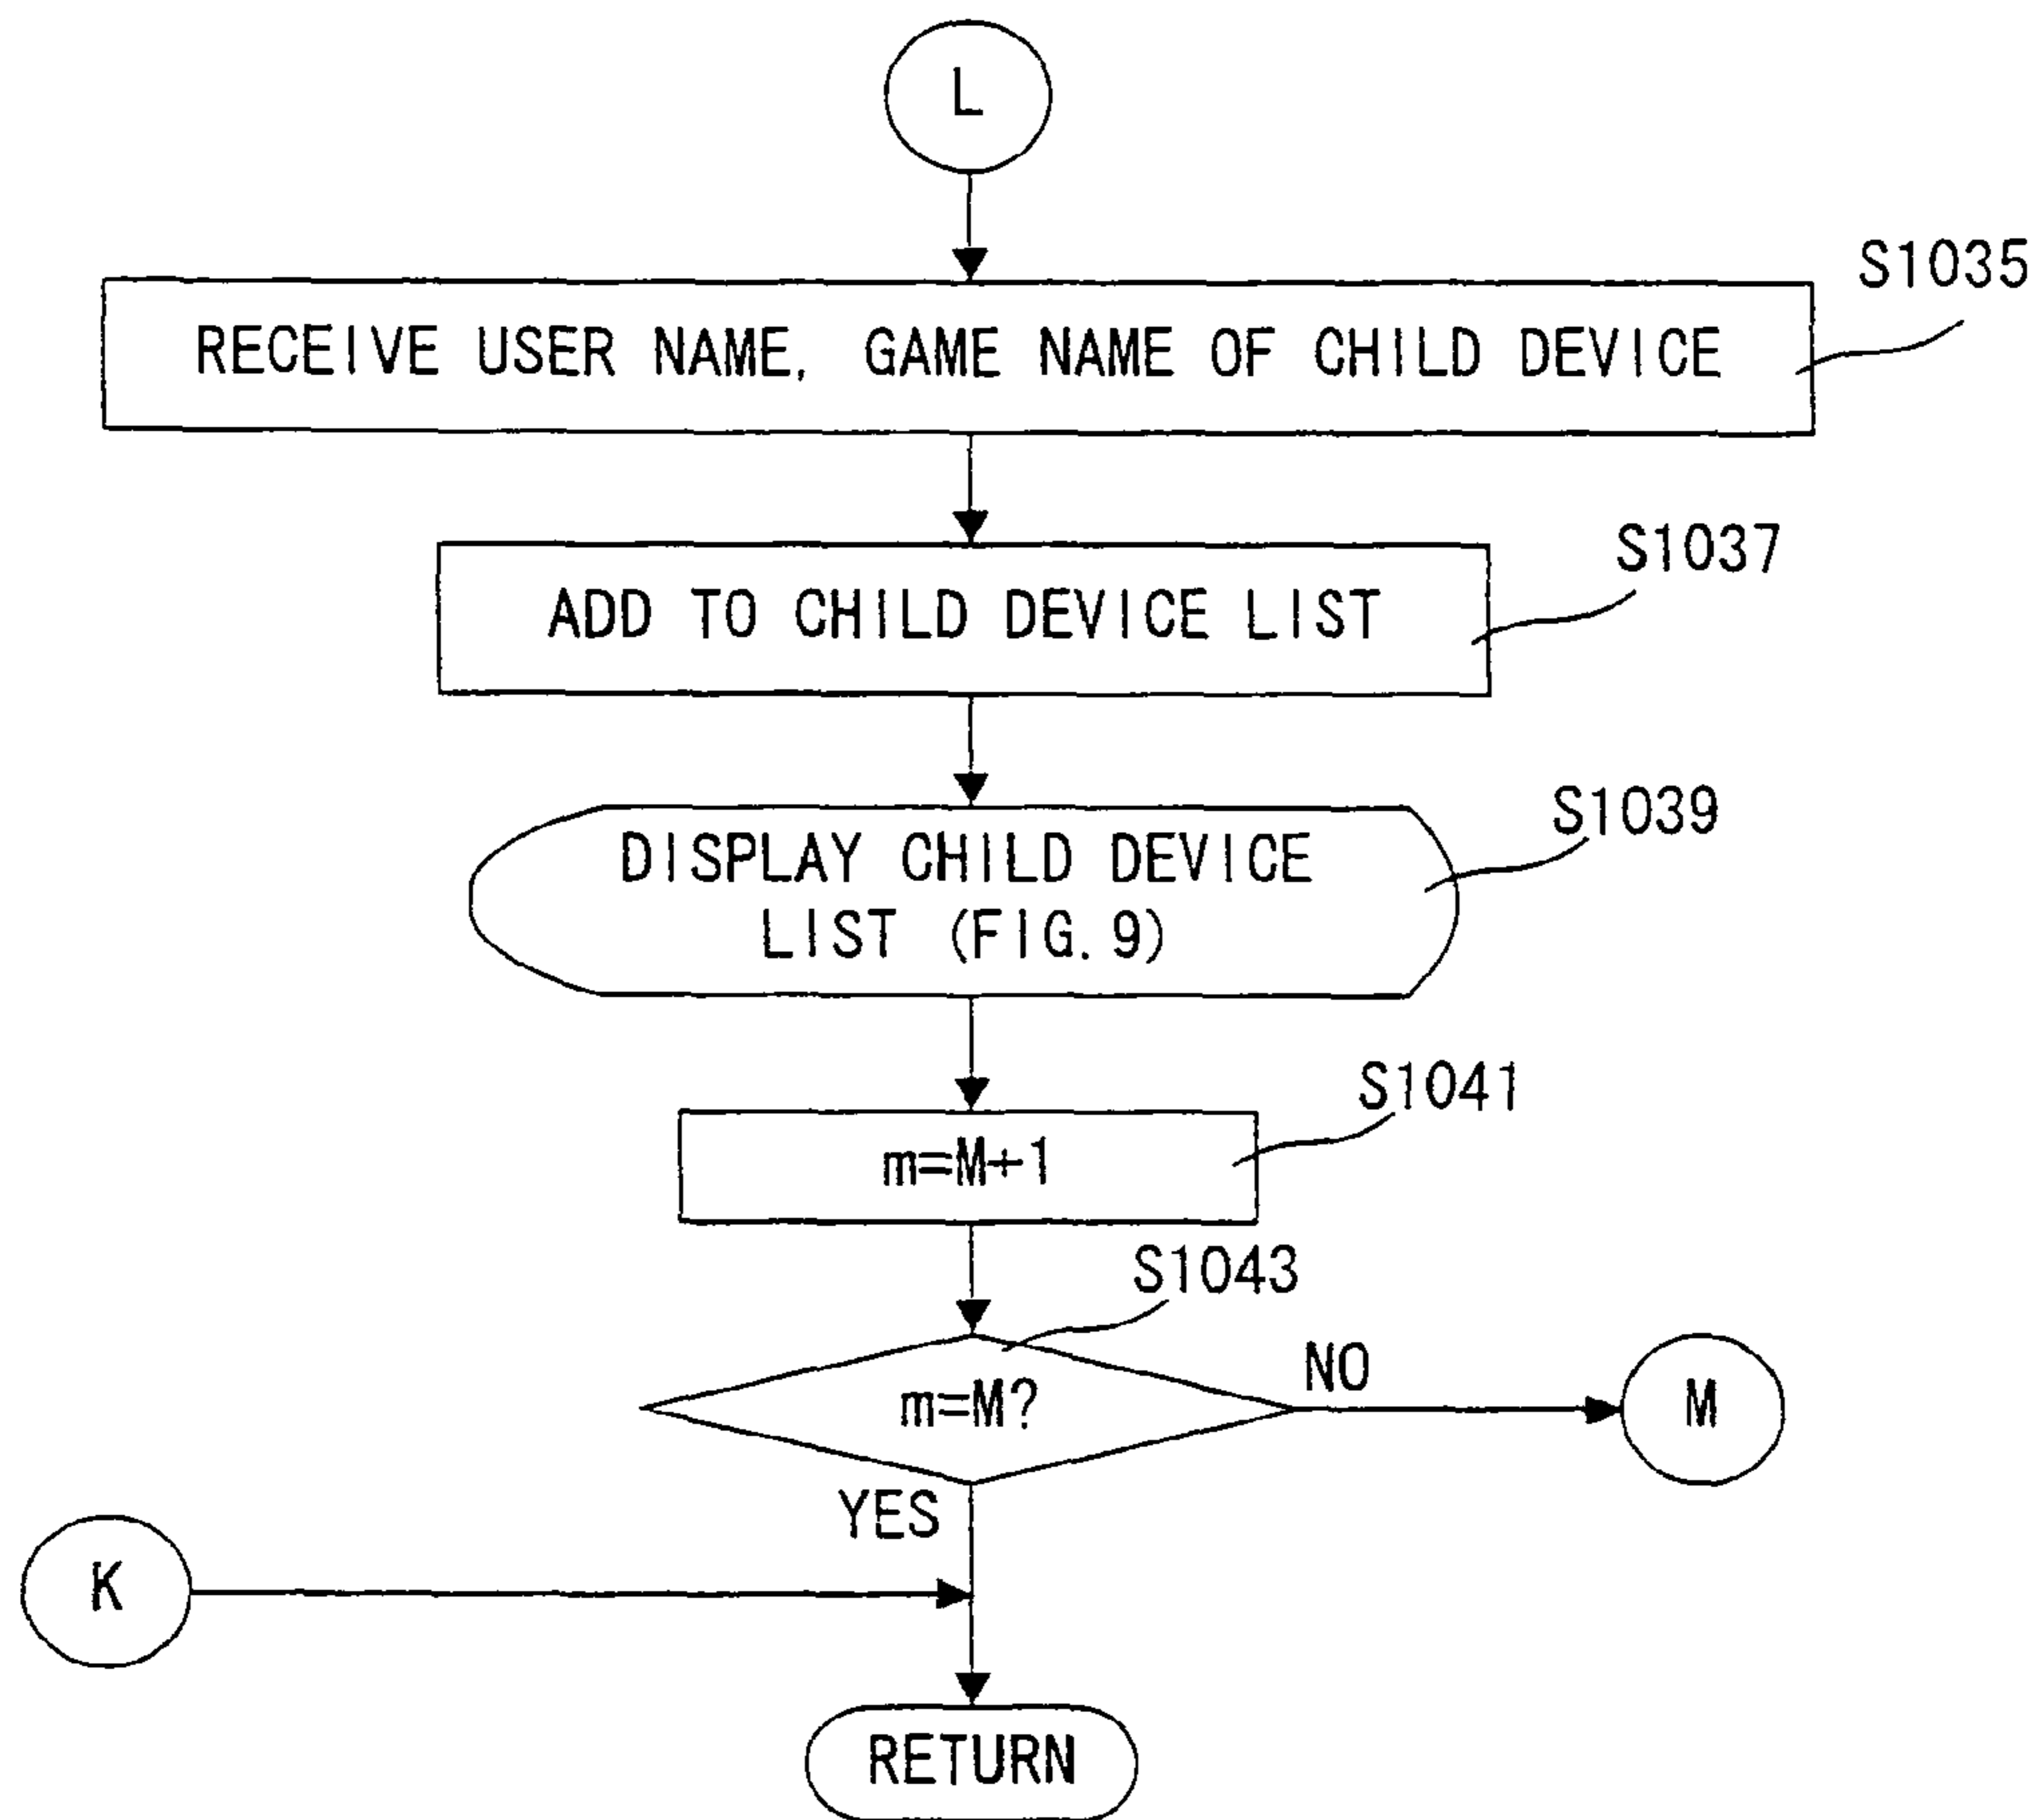 L
S1035
RECEIVE USER NAME, GAME NAME OF CHILD DEVICE
S1037
ADD TO CHILD DEVICE LIST
S1039
DISPLAY CHILD DEVICE
LIST (FIG. 9)
S1041
m=M+1
S1043
m=M?
NO
M
YES
K
RETURN